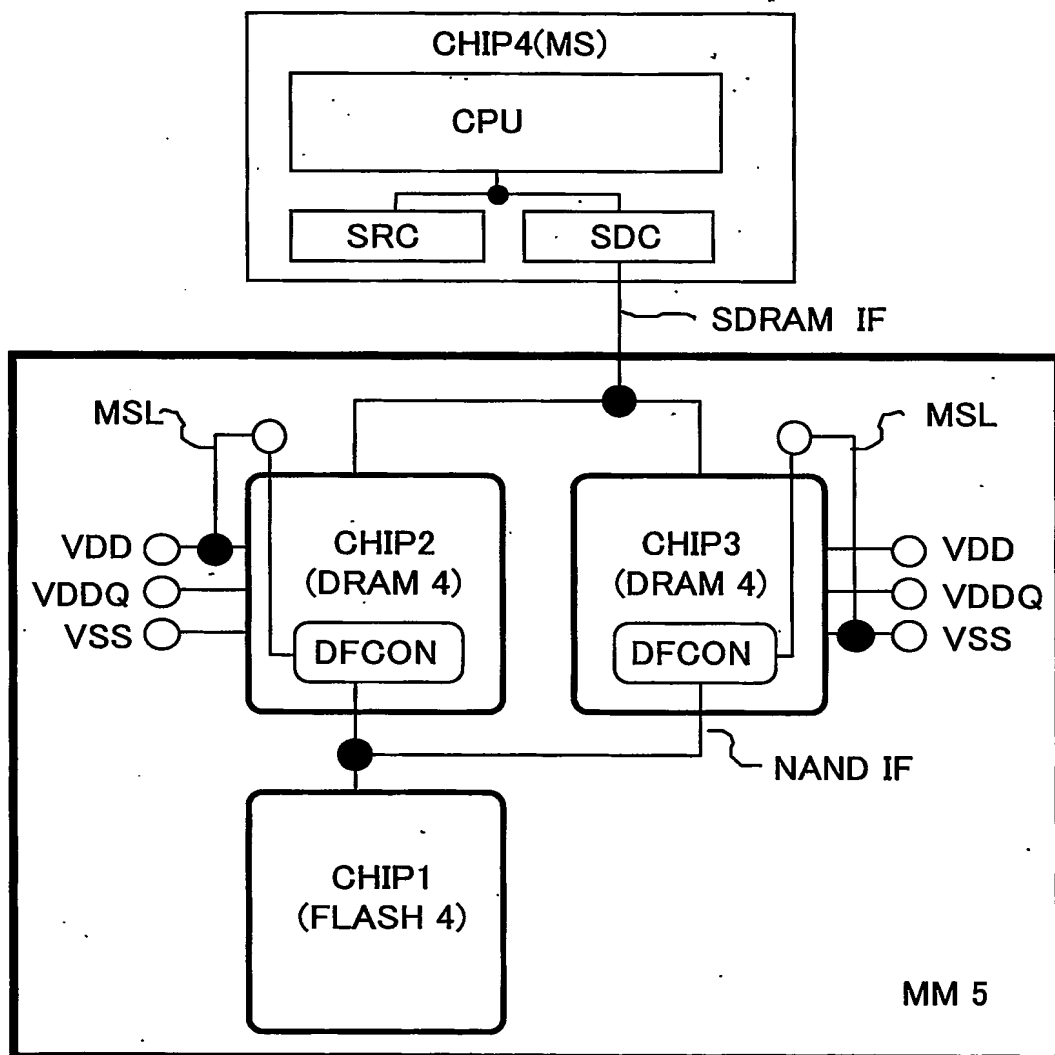 CHIP4(MS)
CPU
SRC
SDC
SDRAM IF
MSL
MSL
VDD
VDDQ
VSS
CHIP2
(DRAM 4)
DFCON
CHIP3
(DRAM 4)
DFCON
VDD
VDDQ
VSS
NAND IF
CHIP1
(FLASH 4)
MM 5